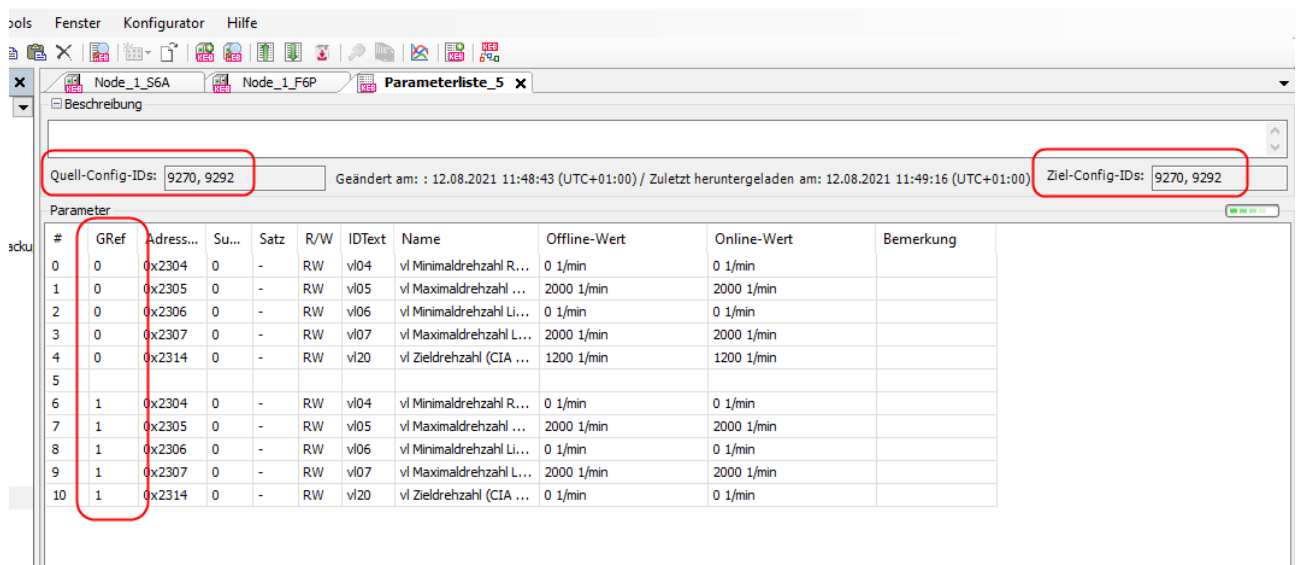 ools Fenster Konfigurator Hilfe
Node_1_S6A Node_1_F6P Parameterliste_5
Beschreibung
Quell-Config-IDs: 9270, 9292 Geändert am: : 12.08.2021 11:48:43 (UTC+01:00) / Zuletzt heruntergeladen am: 12.08.2021 11:49:16 (UTC+01:00) Ziel-Config-IDs: 9270, 9292
Parameter
# GRef Adress... Su... Satz R/W IDText Name Offline-Wert Online-Wert Bemerkung
0 0 0x2304 0 - RW vl04 vl Minimaldrehzahl R... 0 1/min 0 1/min
1 0 0x2305 0 - RW vl05 vl Maximaldrehzahl ... 2000 1/min 2000 1/min
2 0 0x2306 0 - RW vl06 vl Minimaldrehzahl Li... 0 1/min 0 1/min
3 0 0x2307 0 - RW vl07 vl Maximaldrehzahl L... 2000 1/min 2000 1/min
4 0 0x2314 0 - RW vl20 vl Zieldrehzahl (CIA ... 1200 1/min 1200 1/min
5
6 1 0x2304 0 - RW vl04 vl Minimaldrehzahl R... 0 1/min 0 1/min
7 1 0x2305 0 - RW vl05 vl Maximaldrehzahl ... 2000 1/min 2000 1/min
8 1 0x2306 0 - RW vl06 vl Minimaldrehzahl Li... 0 1/min 0 1/min
9 1 0x2307 0 - RW vl07 vl Maximaldrehzahl L... 2000 1/min 2000 1/min
10 1 0x2314 0 - RW vl20 vl Zieldrehzahl (CIA ... 0 1/min 0 1/min